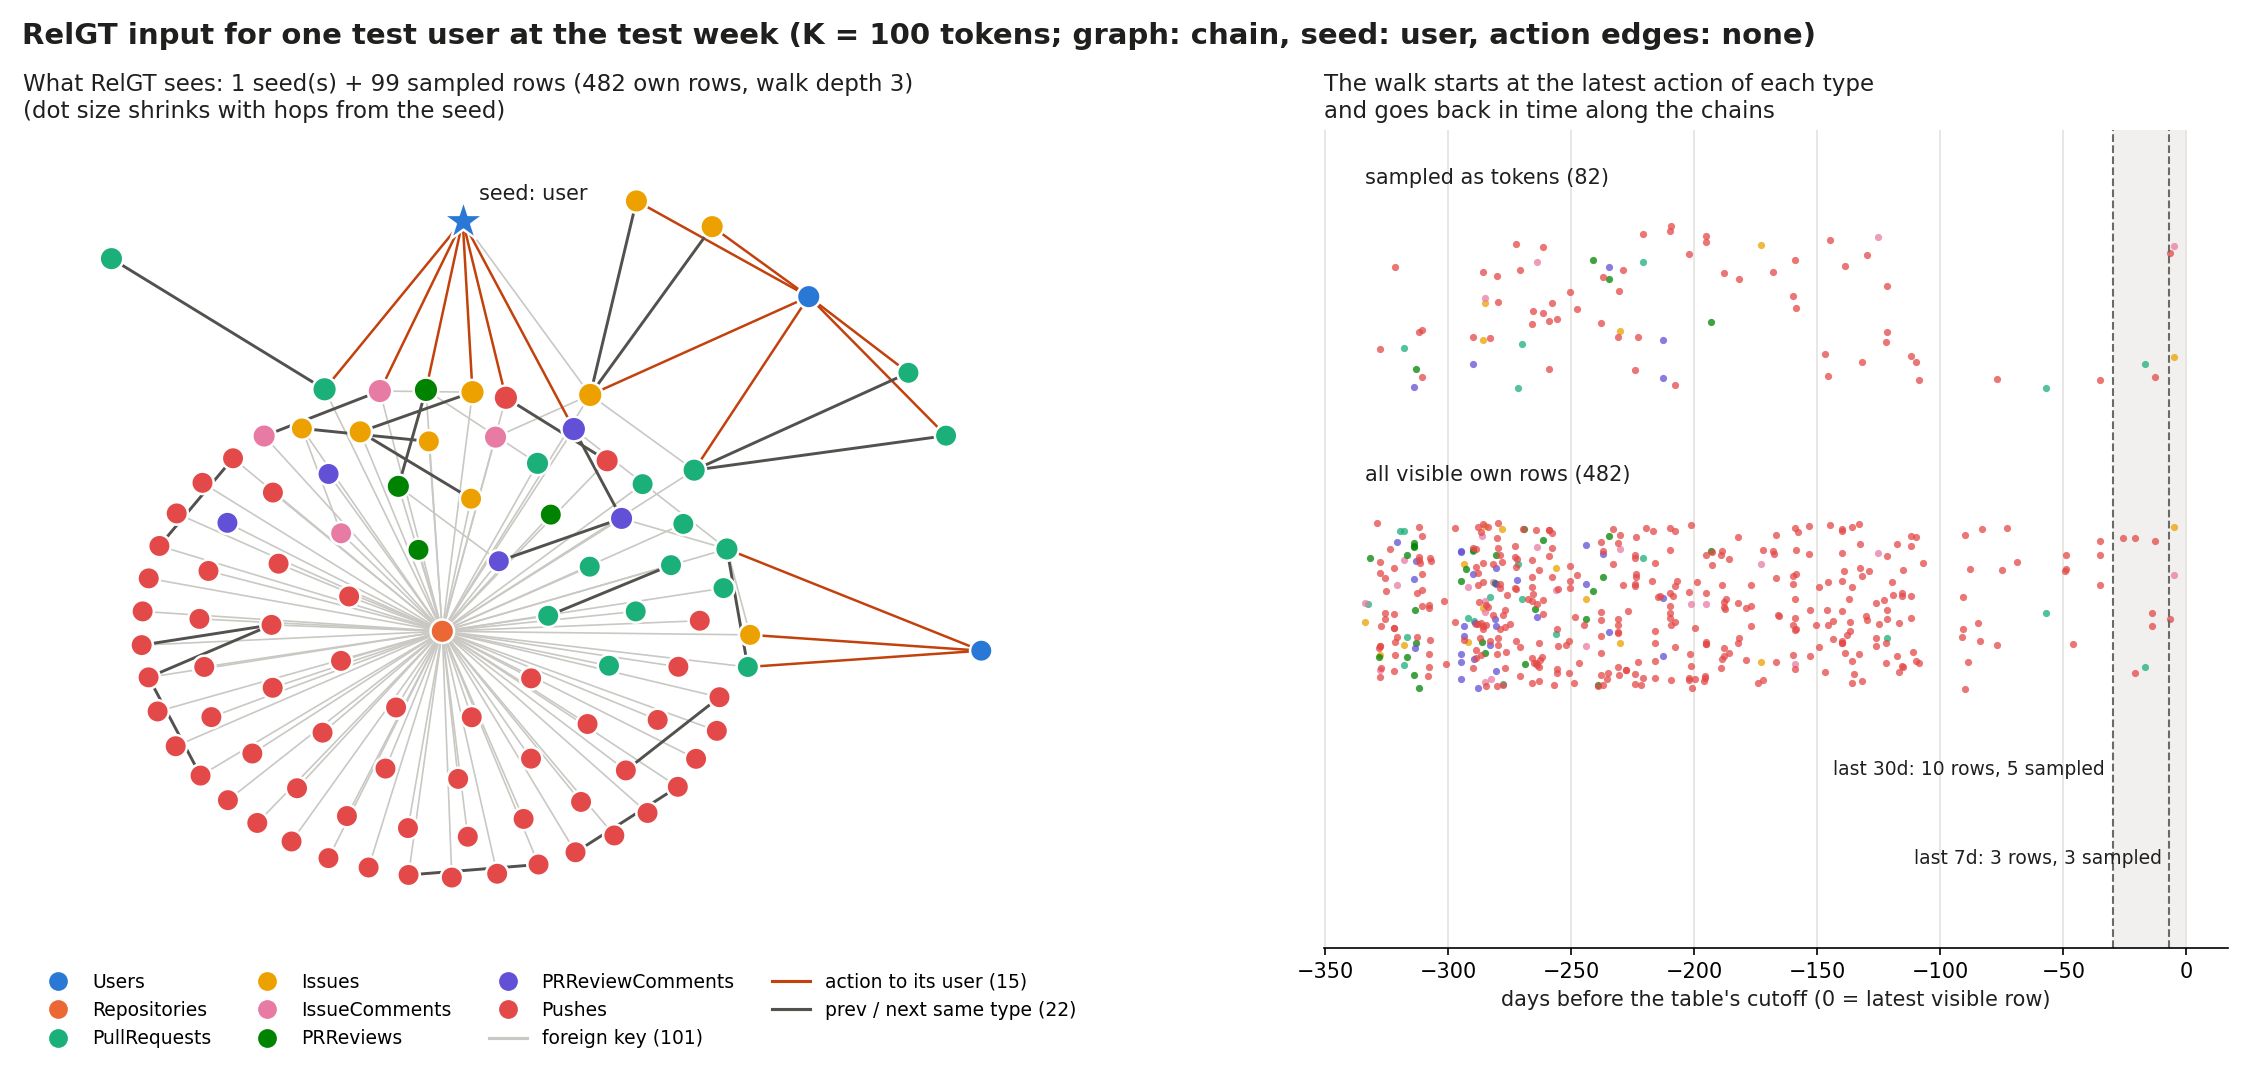 RelGT input for one test user at the test week (K = 100 tokens; graph: chain, seed: user, action edges: none)
What RelGT sees: 1 seed(s) + 99 sampled rows (482 own rows, walk depth 3)
(dot size shrinks with hops from the seed)
seed: user
Users
Repositories
PullRequests
Issues
IssueComments
PRReviews
PRReviewComments
Pushes
foreign key (101)
action to its user (15)
prev / next same type (22)
The walk starts at the latest action of each type
and goes back in time along the chains
sampled as tokens (82)
all visible own rows (482)
last 30d: 10 rows, 5 sampled
last 7d: 3 rows, 3 sampled
−350 −300 −250 −200 −150 −100 −50 0
days before the table's cutoff (0 = latest visible row)